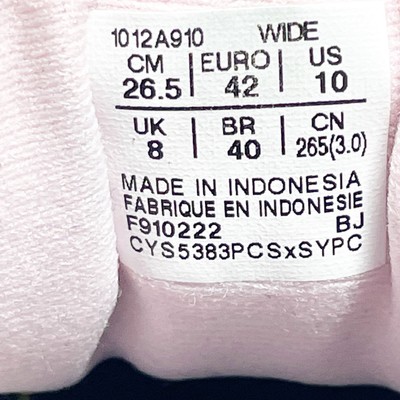 1012A910 WIDE
CM | EURO | US
26.5 | 42 | 10
UK | BR | CN
8 | 40 | 265(3.0)
MADE IN INDONESIA
FABRIQUE EN INDONESIE
F910222 BJ
CYS5383PCSxSYPC